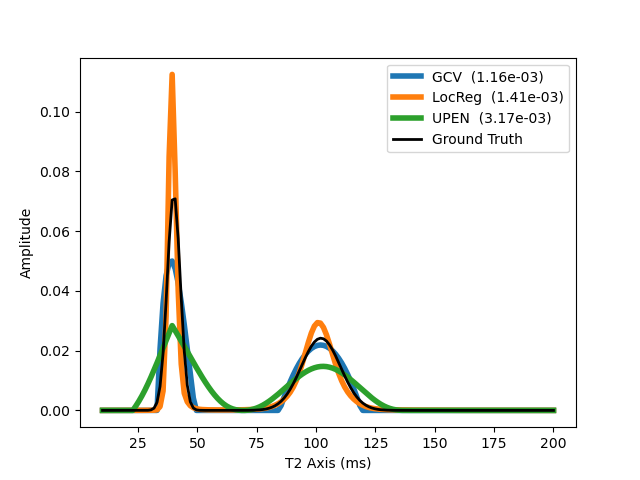 GCV (1.16e-03)
LocReg (1.41e-03)
UPEN (3.17e-03)
Ground Truth
0.10
0.08
0.06
0.04
0.02
0.00
Amplitude
25 50 75 100 125 150 175 200
T2 Axis (ms)